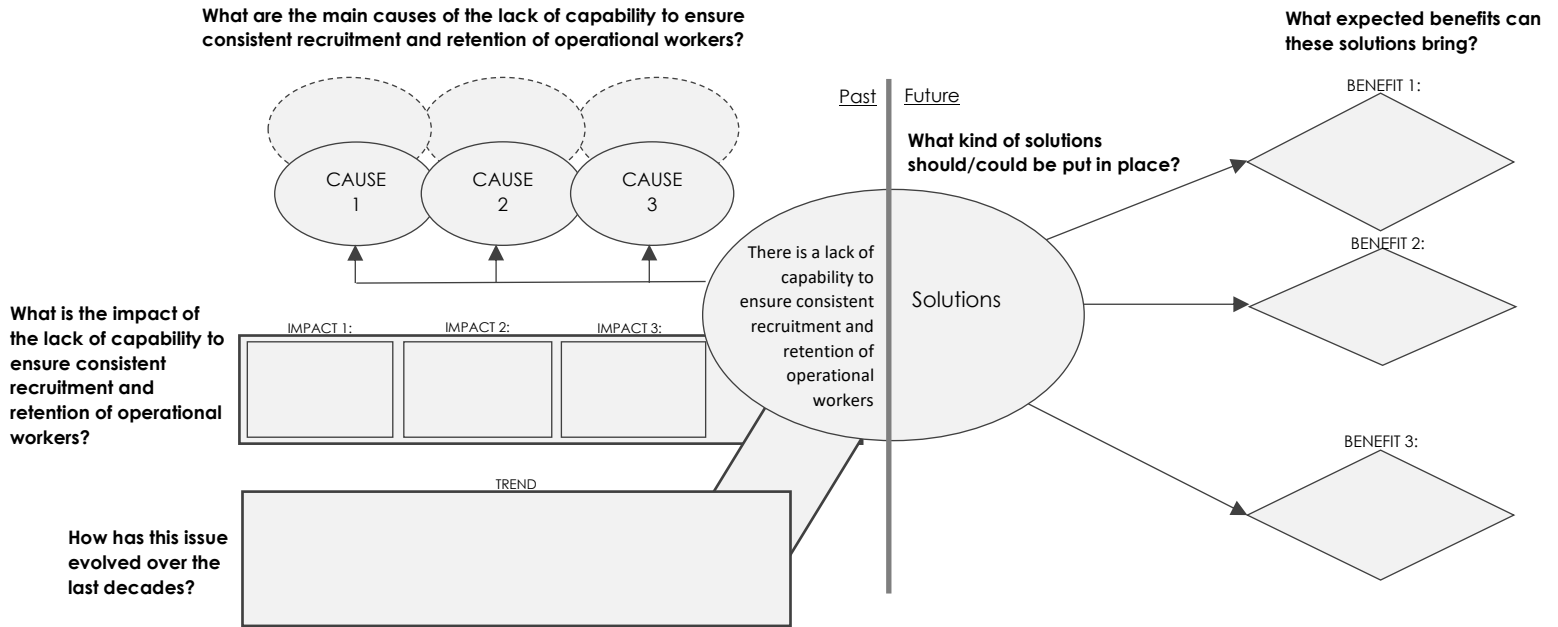 What are the main causes of the lack of capability to ensure
consistent recruitment and retention of operational workers?
CAUSE
1
CAUSE
2
CAUSE
3
What is the impact of
the lack of capability to
ensure consistent
recruitment and
retention of operational
workers?
IMPACT 1:
IMPACT 2:
IMPACT 3:
TREND
How has this issue
evolved over the
last decades?
Past
Future
There is a lack of
capability to
ensure consistent
recruitment and
retention of
operational
workers
What kind of solutions
should/could be put in place?
Solutions
What expected benefits can
these solutions bring?
BENEFIT 1:
BENEFIT 2:
BENEFIT 3: